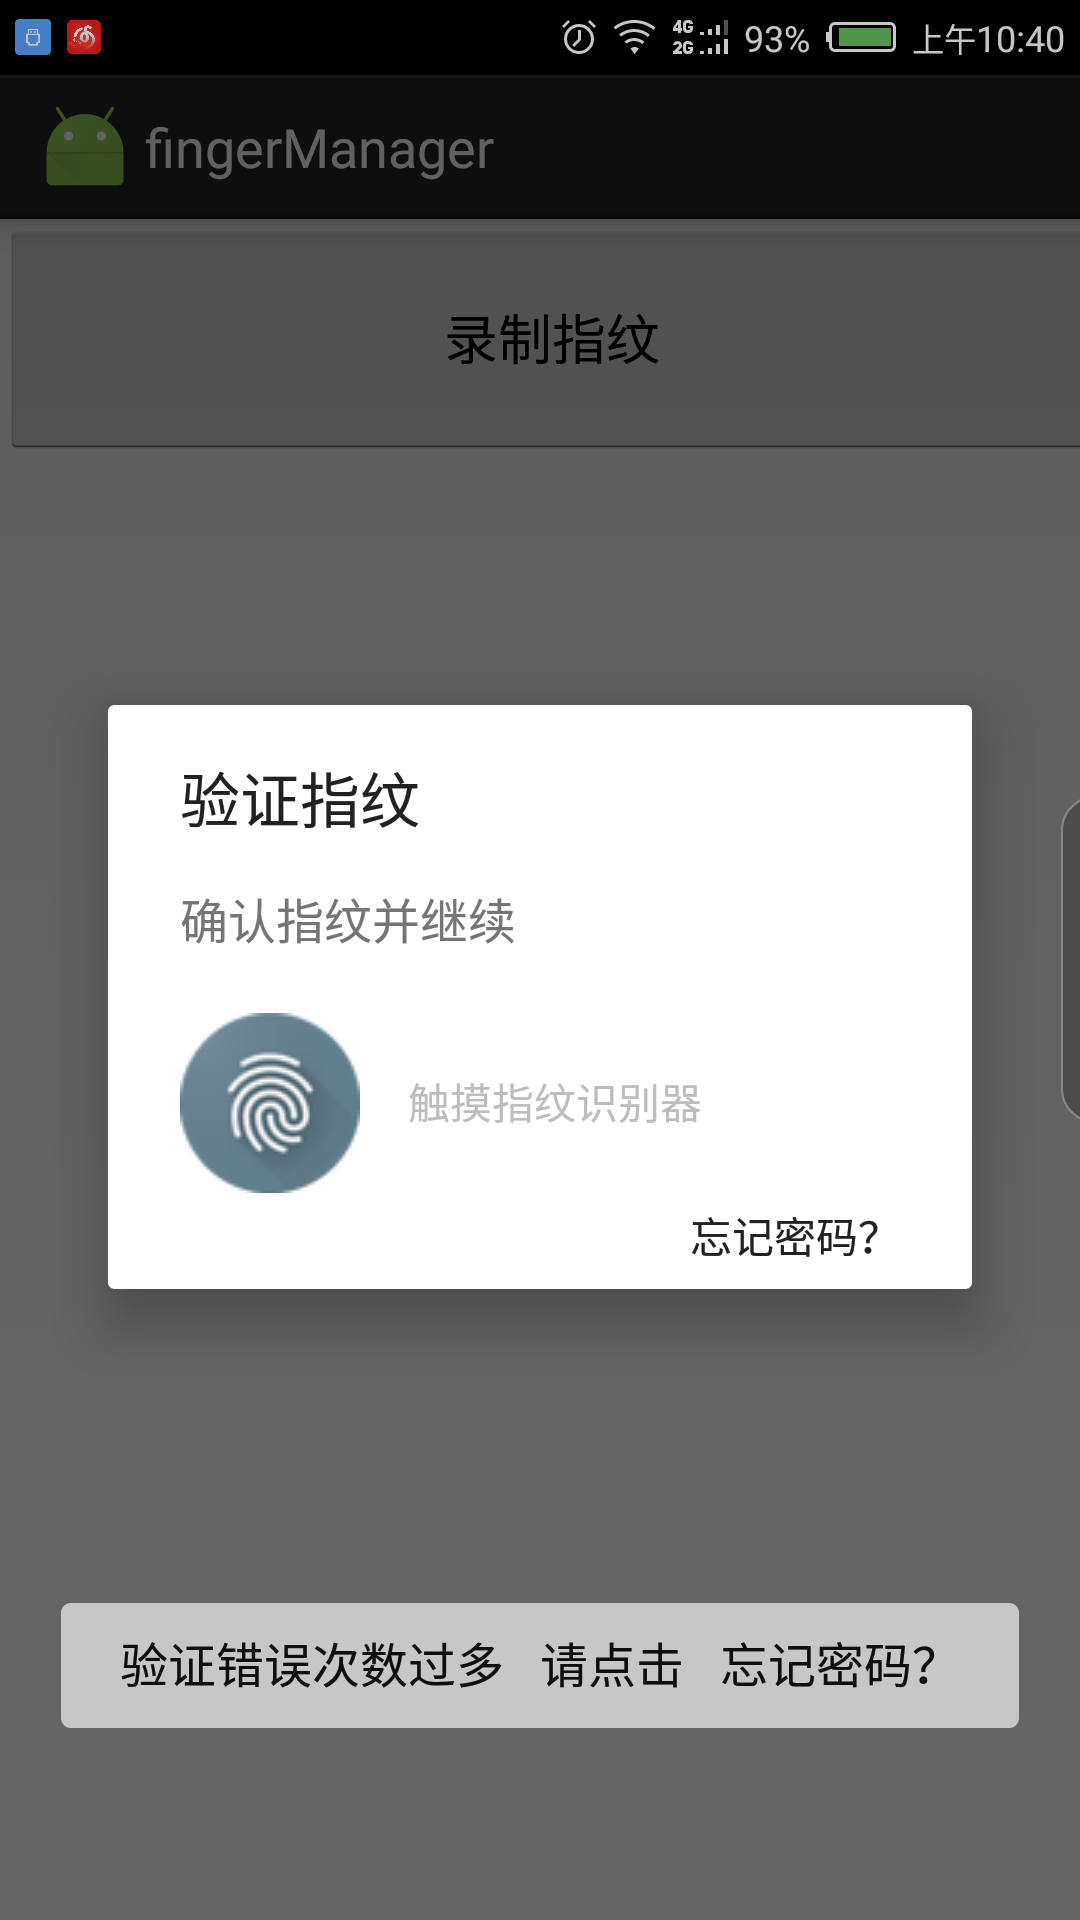 4G
2G
93% 上午10:40
fingerManager
录制指纹
验证指纹
确认指纹并继续
触摸指纹识别器
忘记密码?
验证错误次数过多 请点击 忘记密码?